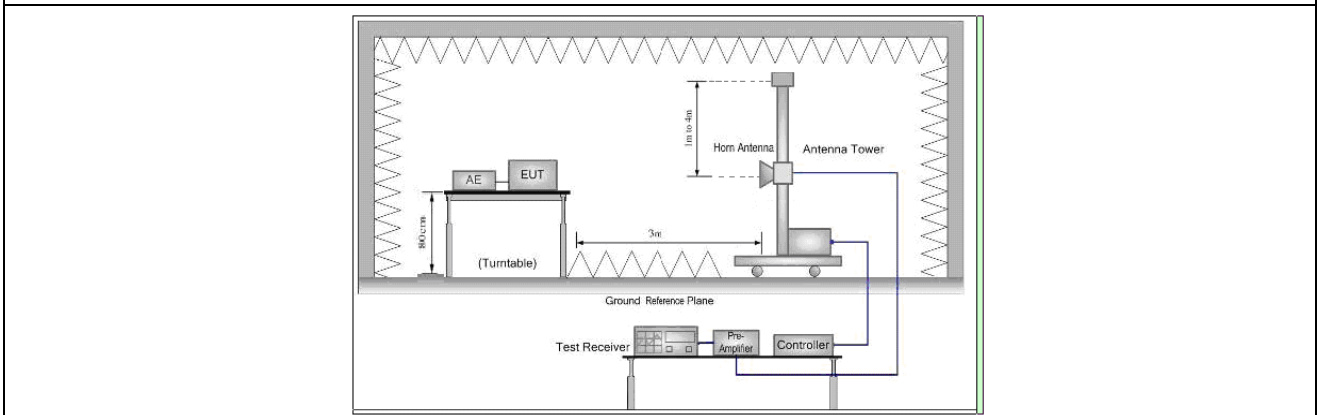 1m to 4m
Horn Antenna
Antenna Tower
AE
EUT
80cm
3m
(Turntable)
Ground Reference Plane
Test Receiver
Pre-
Amplifier
Controller